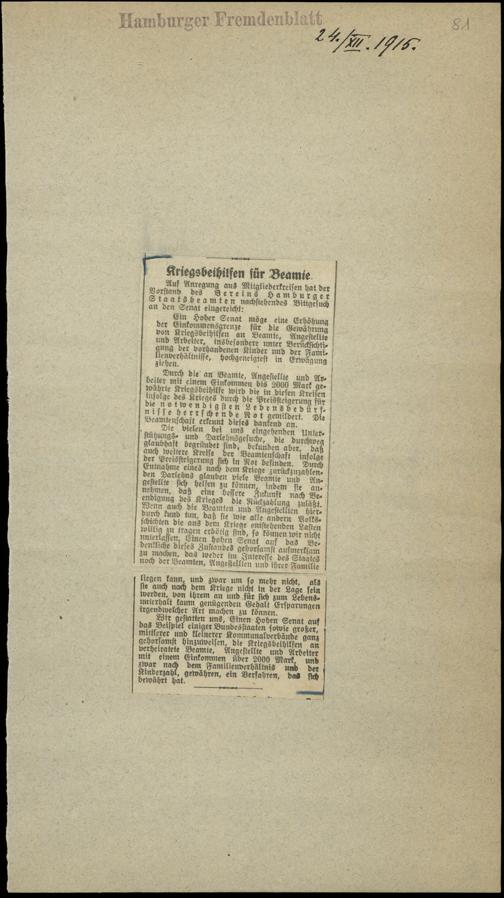 Hamburger Fremdenblatt
24./XII. 1915.
81
Kriegsbeihilfen für Beamte.
Auf Anregung aus Mitgliederkreisen hat der
Vorstand des Vereins Hamburger
Staatsbeamten nachstehendes Bittgesuch
an den Senat eingereicht:
Ein Hoher Senat möge eine Erhöhung
der Einkommensgrenze für die Gewährung
von Kriegsbeihilfen an Beamte, Angestellte
und Arbeiter, insbesondere unter Berücksichti-
gung der vorhandenen Kinder und der Fami-
lienverhältnisse, hochgeneigtest in Erwägung
ziehen.
Durch die an Beamte, Angestellte und Ar-
beiter mit einem Einkommen bis 2000 Mark ge-
währte Kriegsbeihilfe wird die in diesen Kreisen
infolge des Krieges durch die Preissteigerung für
die notwendigsten Lebensbedürf-
nisse herrschende Not gemildert. Die
Beamtenschaft erkennt dieses dankend an.
Die vielen bei uns eingehenden Unter-
stützungs- und Darlehnsgesuche, die durchweg
glaubhaft begründet sind, bekunden aber, daß
auch weitere Kreise der Beamtenschaft infolge
der Preissteigerung sich in Not befinden. Durch
Entnahme eines nach dem Kriege zurückzuzahlen-
den Darlehns glauben viele Beamte und An-
gestellte sich helfen zu können, indem sie an-
nehmen, daß eine bessere Zukunft nach Be-
endigung des Krieges die Rückzahlung zuläßt.
Wenn auch die Beamten und Angestellten hier-
durch kund tun, daß sie wie alle andern Volks-
schichten die aus dem Kriege entstehenden Lasten
willig zu tragen erbötig sind, so können wir nicht
unterlassen, Einen hohen Senat auf das Be-
denkliche dieses Zustandes gehorsamst aufmerksam
zu machen, das weder im Interesse des Staates
noch der Beamten, Angestellten und ihrer Familie
liegen kann, und zwar um so mehr nicht, als
sie auch nach dem Kriege nicht in der Lage sein
werden, von ihrem an und für sich zum Lebens-
unterhalt kaum genügenden Gehalt Ersparungen
irgendwelcher Art machen zu können.
Wir gestatten uns, Einen Hohen Senat auf
das Beispiel einiger Bundesstaaten sowie großer,
mittlerer und kleinerer Kommunalverbände ganz
gehorsamst hinzuweisen, die Kriegsbeihilfen an
verheiratete Beamte, Angestellte und Arbeiter
mit einem Einkommen über 2000 Mark, und
zwar nach dem Familienverhältnis und der
Kinderzahl, gewähren, ein Verfahren, das sich
bewährt hat.